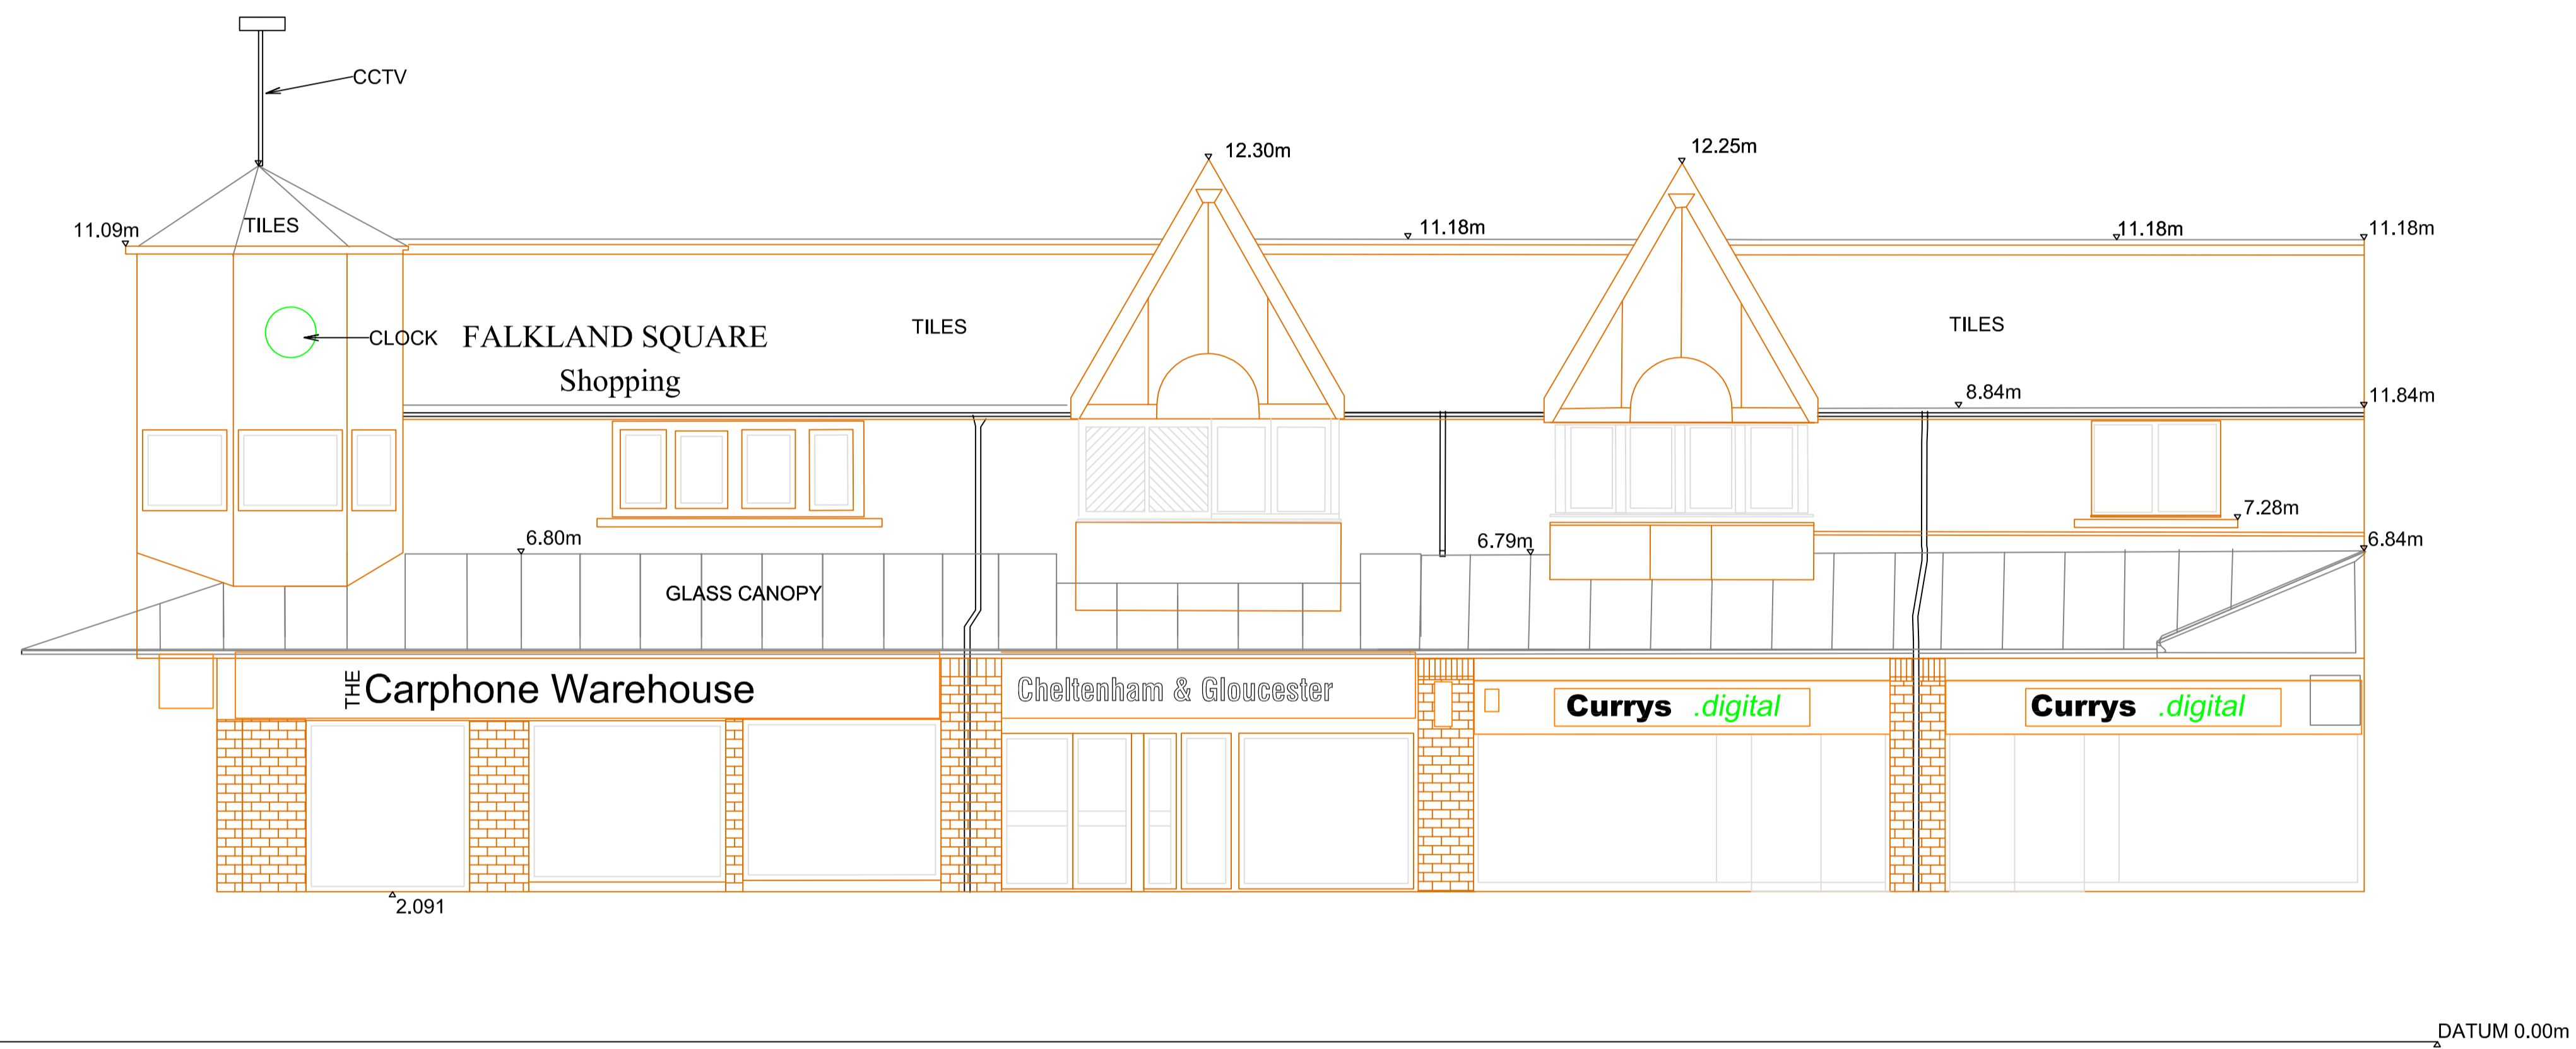 CCTV
12.30m
12.25m
11.09m
TILES
11.18m
11.18m
11.18m
CLOCK
FALKLAND SQUARE
Shopping
TILES
TILES
8.84m
11.84m
7.28m
6.80m
6.79m
6.84m
GLASS CANOPY
THE Carphone Warehouse
Cheltenham & Gloucester
Currys .digital
Currys .digital
2.091
DATUM 0.00m